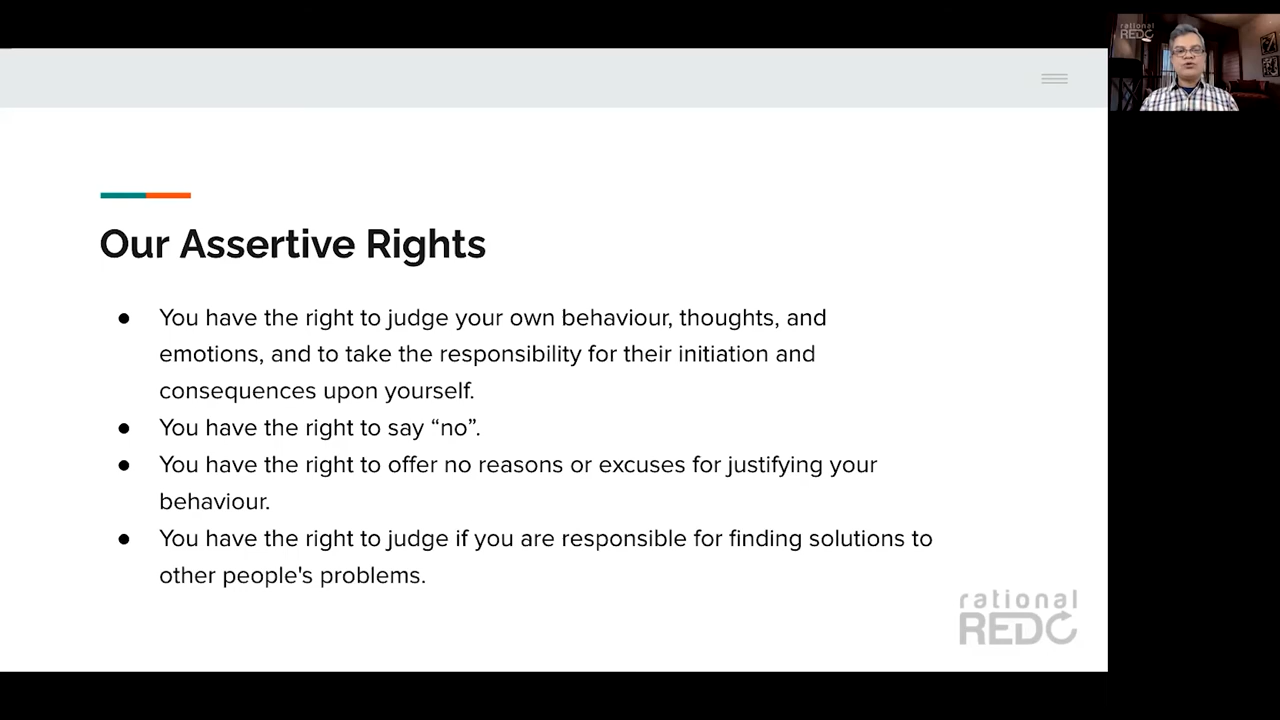 rational
REDO
Our Assertive Rights
● You have the right to judge your own behaviour, thoughts, and
emotions, and to take the responsibility for their initiation and
consequences upon yourself.
● You have the right to say “no”.
● You have the right to offer no reasons or excuses for justifying your
behaviour.
● You have the right to judge if you are responsible for finding solutions to
other people's problems.
rational
REDO